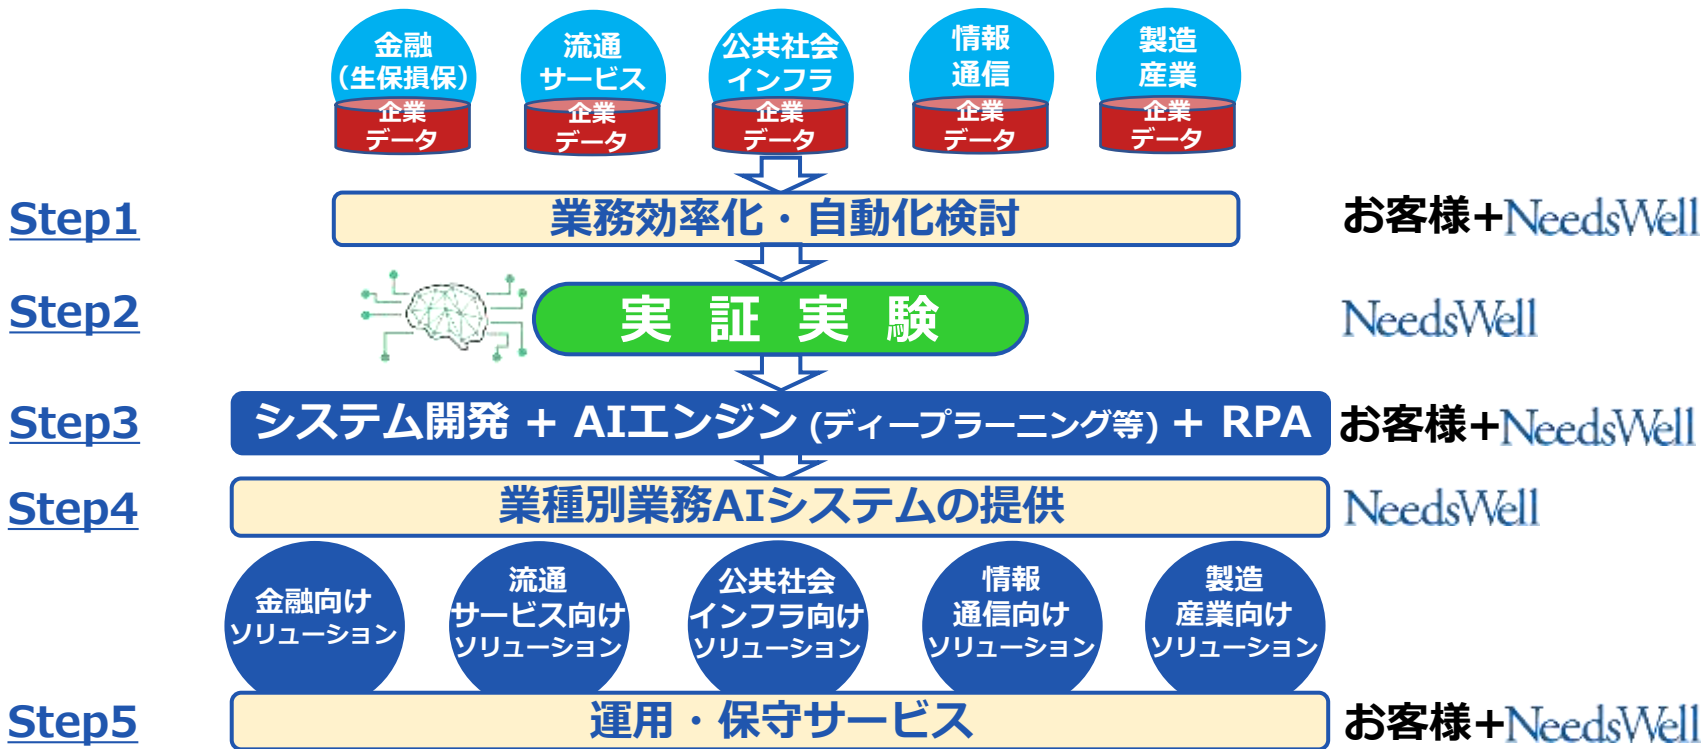 金融
(生保損保)
企業
データ
流通
サービス
企業
データ
公共社会
インフラ
企業
データ
情報
通信
企業
データ
製造
産業
企業
データ
Step1
業務効率化・自動化検討
お客様+NeedsWell
Step2
実証実験
NeedsWell
Step3
システム開発 + AIエンジン (ディープラーニング等) + RPA
お客様+NeedsWell
Step4
業種別業務AIシステムの提供
NeedsWell
金融向け
ソリューション
流通
サービス向け
ソリューション
公共社会
インフラ向け
ソリューション
情報
通信向け
ソリューション
製造
産業向け
ソリューション
Step5
運用・保守サービス
お客様+NeedsWell